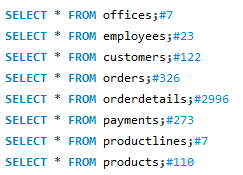 SELECT * FROM offices;#7
SELECT * FROM employees;#23
SELECT * FROM customers;#122
SELECT * FROM orders;#326
SELECT * FROM orderdetails;#2996
SELECT * FROM payments;#273
SELECT * FROM productlines;#7
SELECT * FROM products;#110